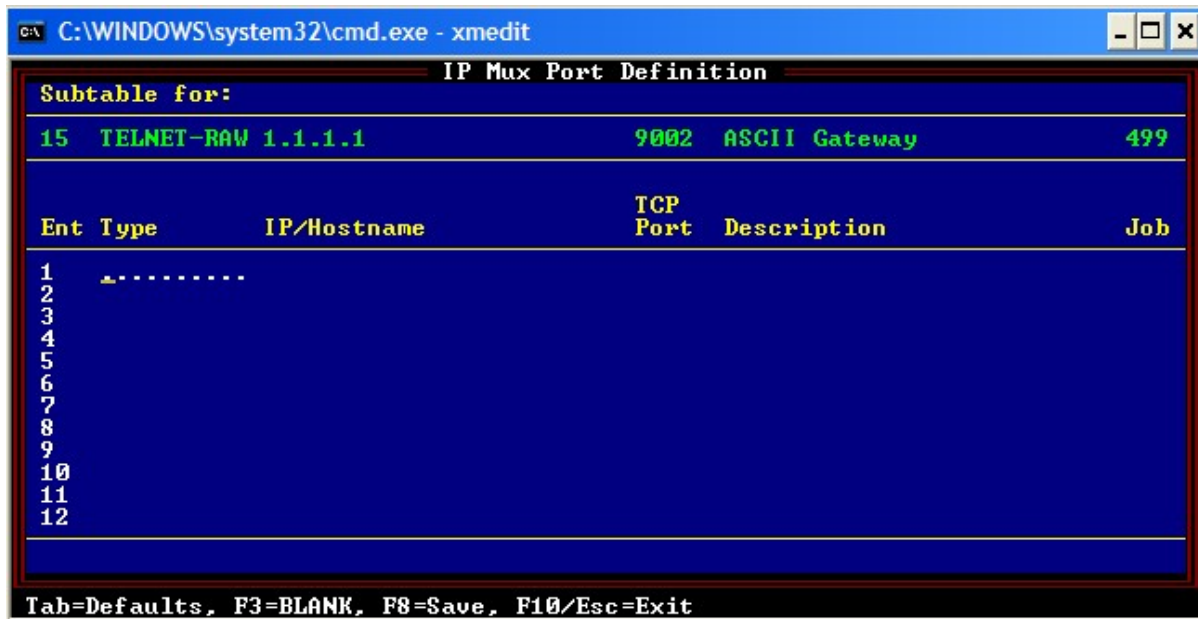 C:\WINDOWS\system32\cmd.exe - xmedit
IP Mux Port Definition
Subtable for:
15 TELNET-RAW 1.1.1.1 9002 ASCII Gateway 499
TCP
Ent Type IP/Hostname Port Description Job
1 ..........
2
3
4
5
6
7
8
9
10
11
12
Tab=Defaults, F3=BLANK, F8=Save, F10/Esc=Exit